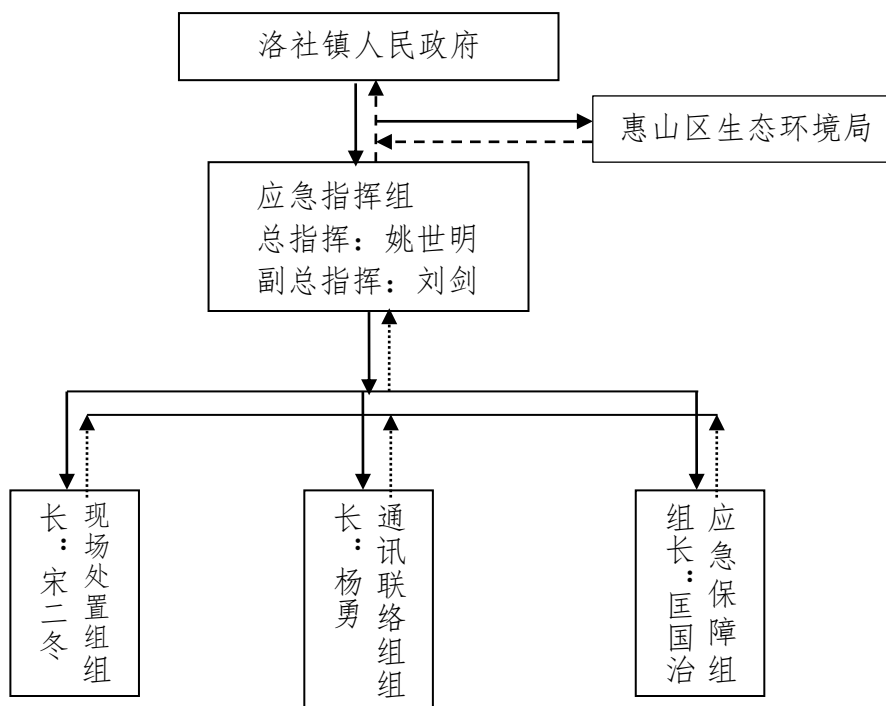 洛社镇人民政府
惠山区生态环境局
应急指挥组
总指挥：姚世明
副总指挥：刘剑
现场处置组组
长：宋二冬
通讯联络组组
长：杨勇
应急保障组
组长：匡国治